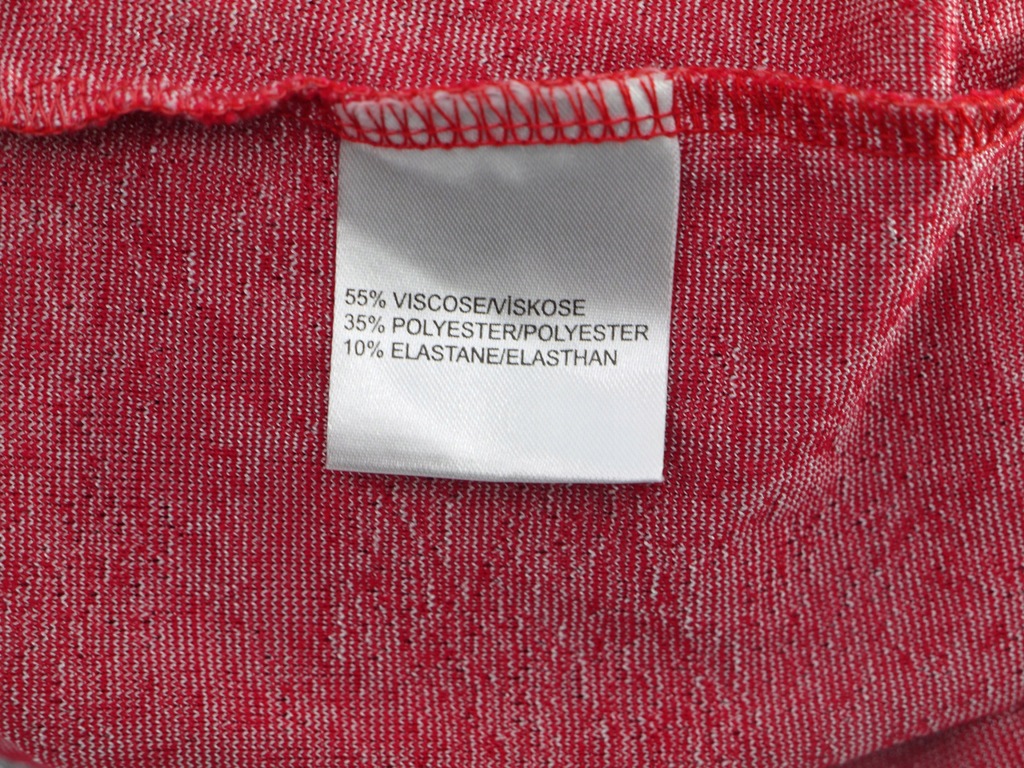 55% VISCOSE/VİSKOSE
35% POLYESTER/POLYESTER
10% ELASTANE/ELASTHAN